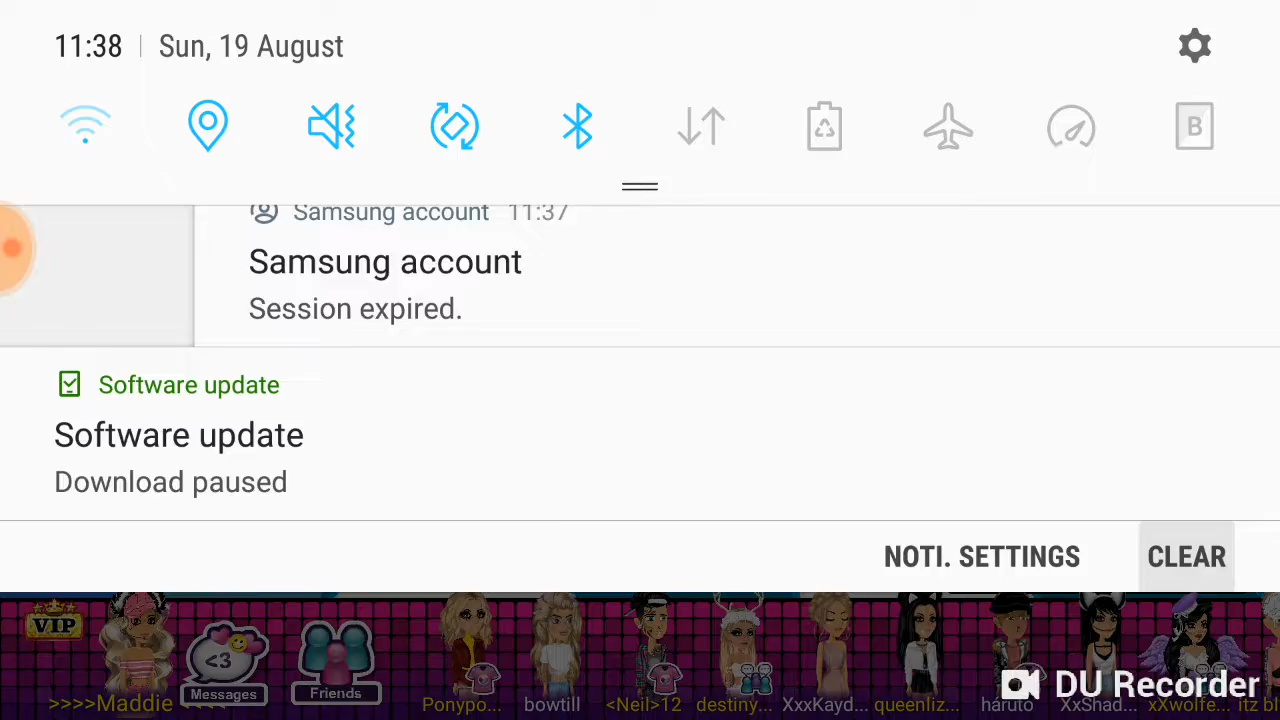 11:38 Sun, 19 August
B
Samsung account 11:37
Samsung account
Session expired.
Software update
Software update
Download paused
NOTI. SETTINGS CLEAR
VIP
<3
Messages
Friends
>>>>Maddie <<<<
Ponypo... bowtill <Neil>12 destiny... XxxKayd... queenliz... haruto XxShad... xXwolfe... itz bl
DU Recorder